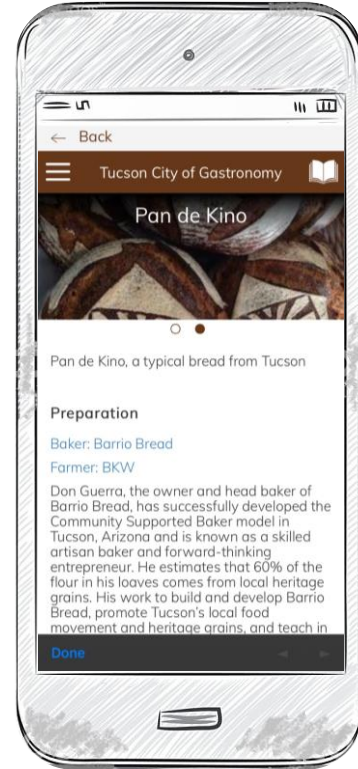 ← Back
Tucson City of Gastronomy
Pan de Kino
Pan de Kino, a typical bread from Tucson
Preparation
Baker: Barrio Bread
Farmer: BKW
Don Guerra, the owner and head baker of
Barrio Bread, has successfully developed the
Community Supported Baker model in
Tucson, Arizona and is known as a skilled
artisan baker and forward-thinking
entrepreneur. He estimates that 60% of the
flour in his loaves comes from local heritage
grains. His work to build and develop Barrio
Bread, promote Tucson's local food
movement and heritage grains, and teach in
Done